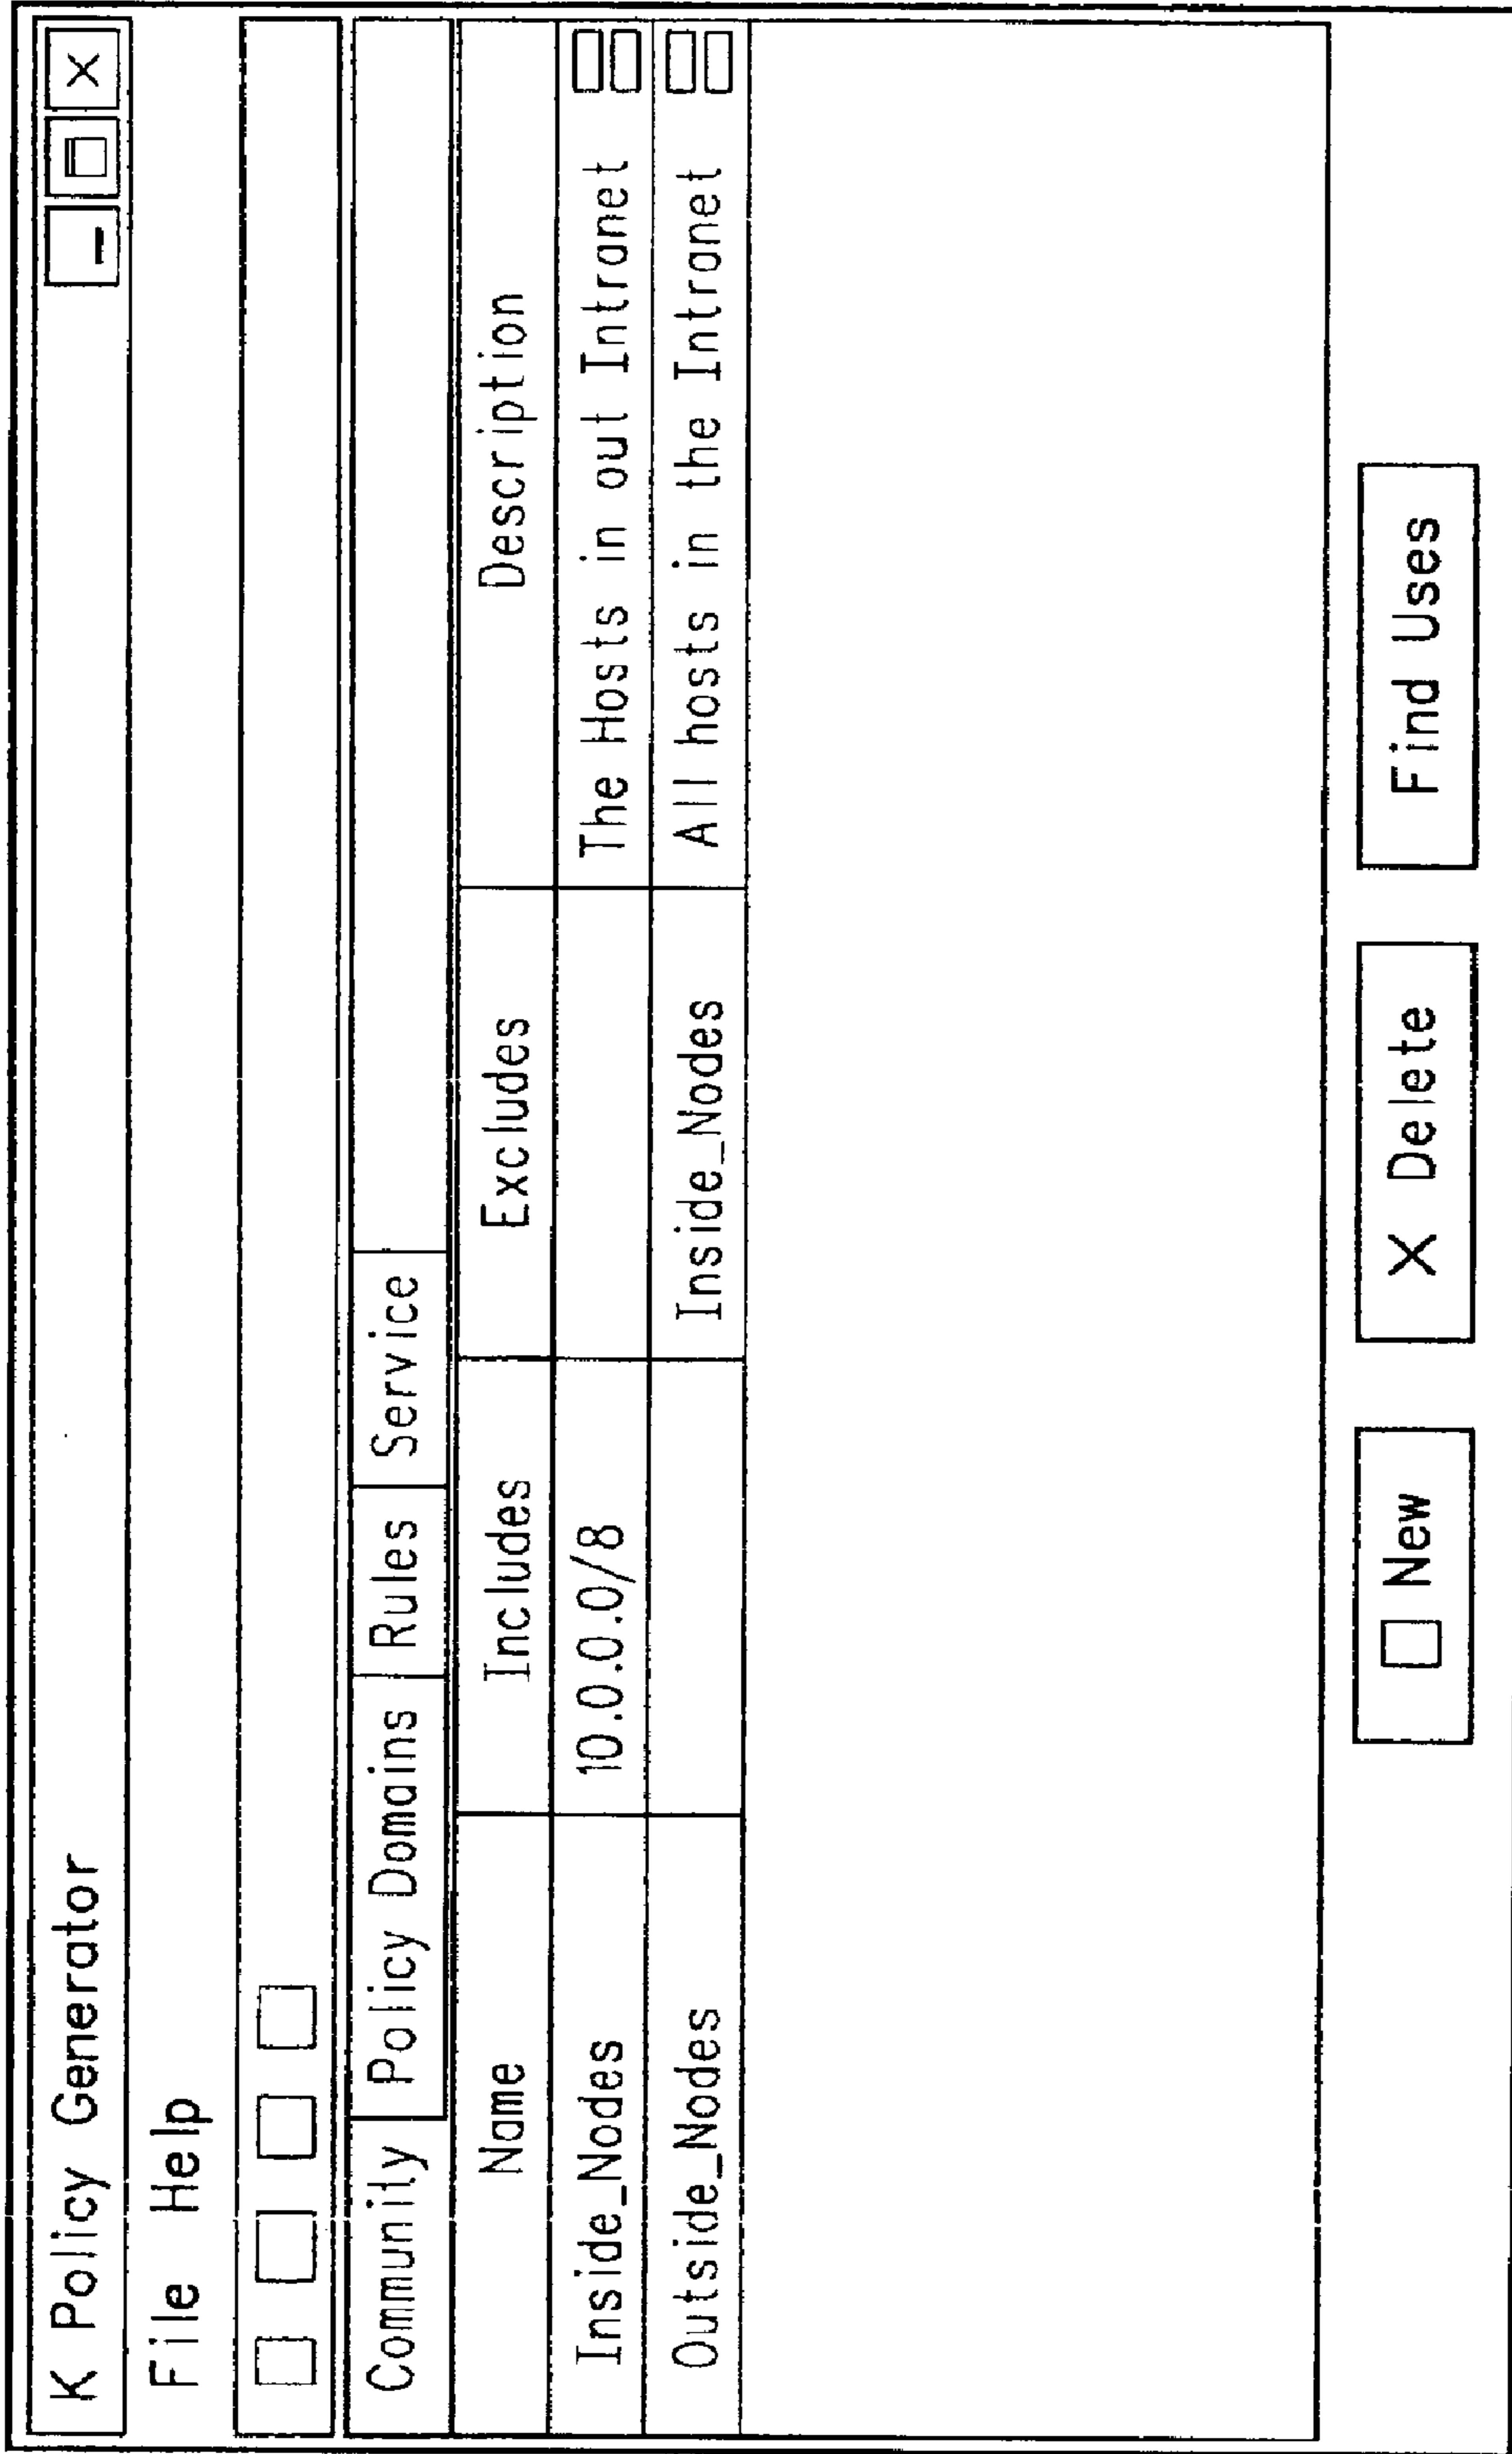 K Policy Generator
File Help
Community Policy Domains Rules Service
Name Includes Excludes Description
Inside_Nodes 10.0.0.0/8 The Hosts in out Intranet
Outside_Nodes Inside_Nodes All hosts in the Intranet
New X Delete Find Uses